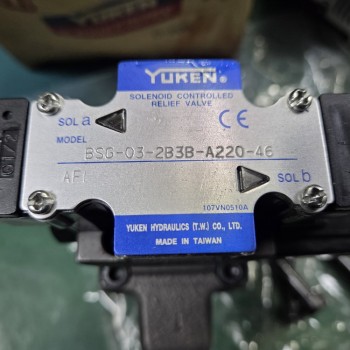 YUKEN
SOLENOID CONTROLLED
RELIEF VALVE
SOL a
CE
MODEL
BSG-03-2B3B-A220-46
SOL b
107VN0510A
YUKEN HYDRAULICS (T.W.) CO., LTD.
MADE IN TAIWAN